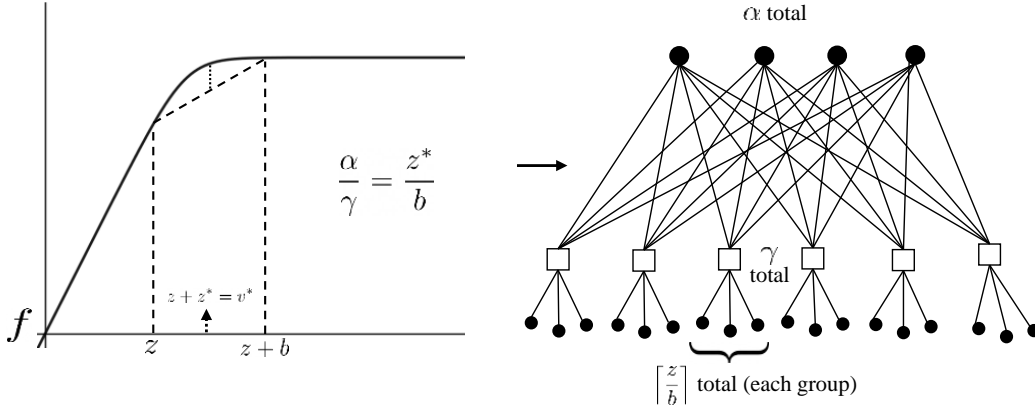 f
α/γ = z*/b
z + z* = v*
z
z + b
α total
γ
total
⌈z/b⌉ total (each group)